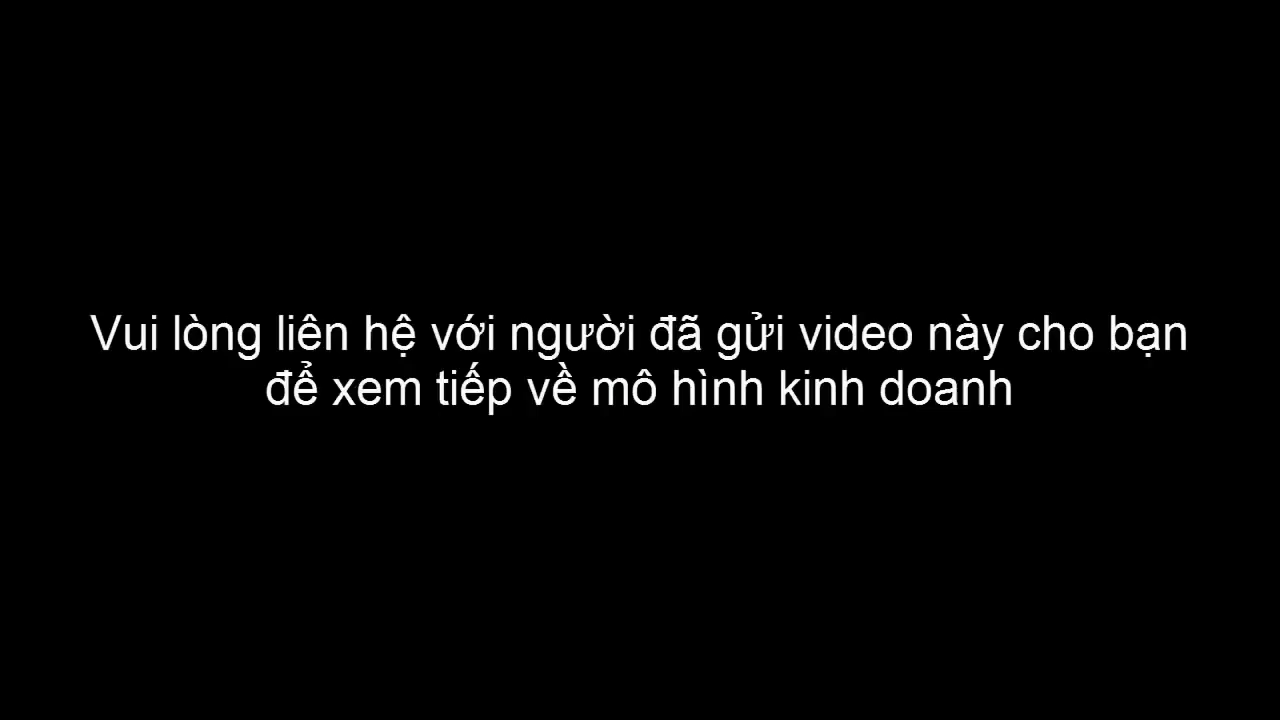 Vui lòng liên hệ với người đã gửi video này cho bạn
để xem tiếp về mô hình kinh doanh